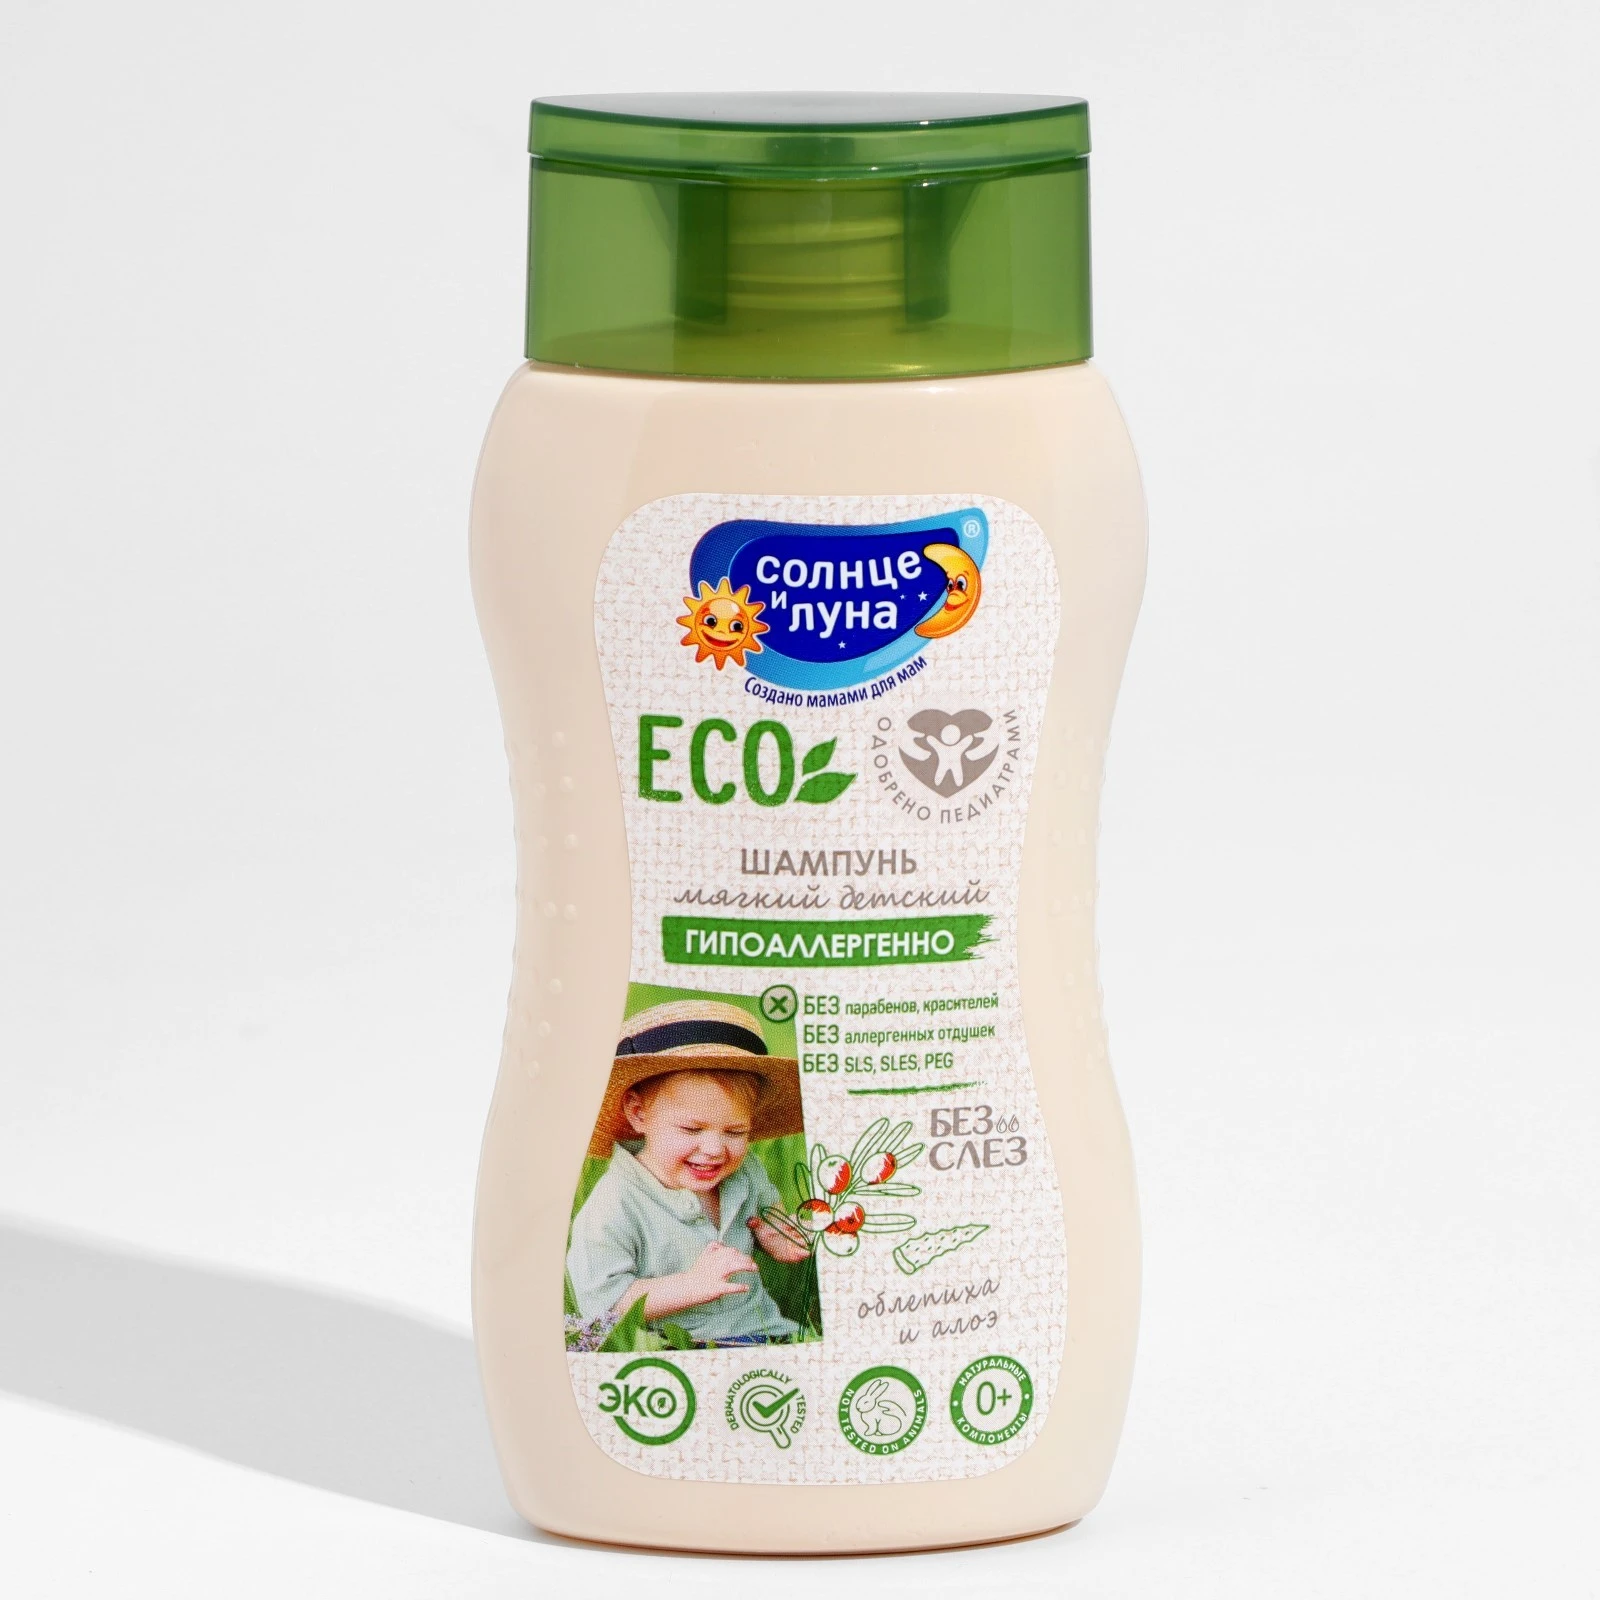 солнце
и луна
®
Создано мамами для мам
ECO
ОДОБРЕНО ПЕДИАТРАМИ
ШАМПУНЬ
мягкий детский
ГИПОАЛЛЕРГЕННО
БЕЗ парабенов, красителей
БЕЗ аллергенных отдушек
БЕЗ SLS, SLES, PEG
БЕЗ
СЛЕЗ
облепиха
и алоэ
ЭКО
DERMATOLOGICALLY TESTED
NOT TESTED ON ANIMALS
НАТУРАЛЬНЫЕ
0+
КОМПОНЕНТЫ